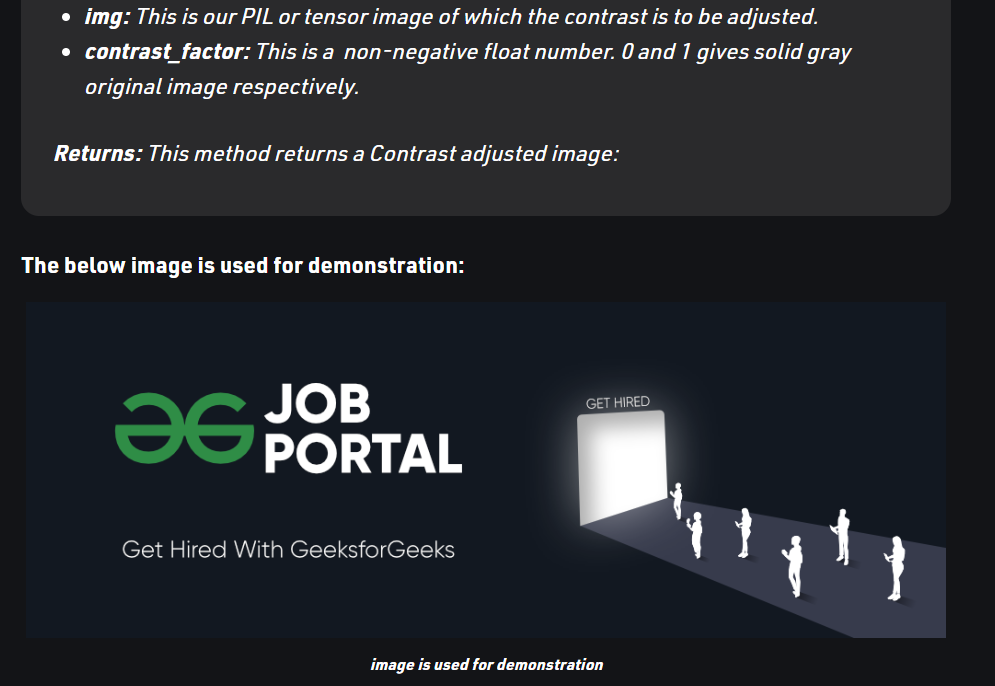 img: This is our PIL or tensor image of which the contrast is to be adjusted.
contrast_factor: This is a  non-negative float number. 0 and 1 gives solid gray
original image respectively.
Returns: This method returns a Contrast adjusted image:
The below image is used for demonstration:
JOB
PORTAL
GET HIRED
Get Hired With GeeksforGeeks
image is used for demonstration